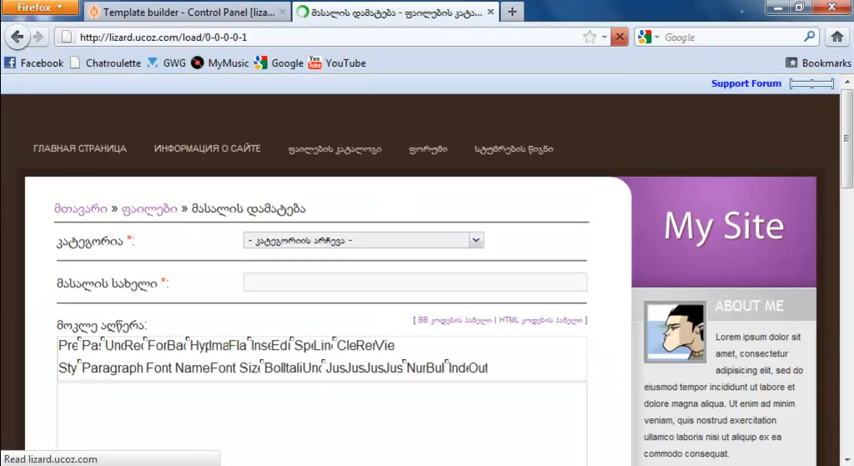 Firefox
Template builder - Control Panel [liza...
მასალის დამატება - ფაილების კატა...
http://lizard.ucoz.com/load/0-0-0-0-1
Google
Facebook Chatroulette GWG MyMusic Google YouTube Bookmarks
Support Forum
ГЛАВНАЯ СТРАНИЦА ИНФОРМАЦИЯ О САЙТЕ ფაილების კატალოგი ფორუმი სტუმრების წიგნი
მთავარი » ფაილები » მასალის დამატება
My Site
კატეგორია *: - კატეგორიის არჩევა -
მასალის სახელი *:
ABOUT ME
მოკლე აღწერა: [ BB კოდების პანელი | HTML კოდების პანელი ]
Lorem ipsum dolor sit
amet, consectetur
adipisicing elit, sed do
eiusmod tempor incididunt ut labore et
dolore magna aliqua. Ut enim ad minim
veniam, quis nostrud exercitation
ullamco laboris nisi ut aliquip ex ea
commodo consequat.
Paragraph Font Name
Read lizard.ucoz.com